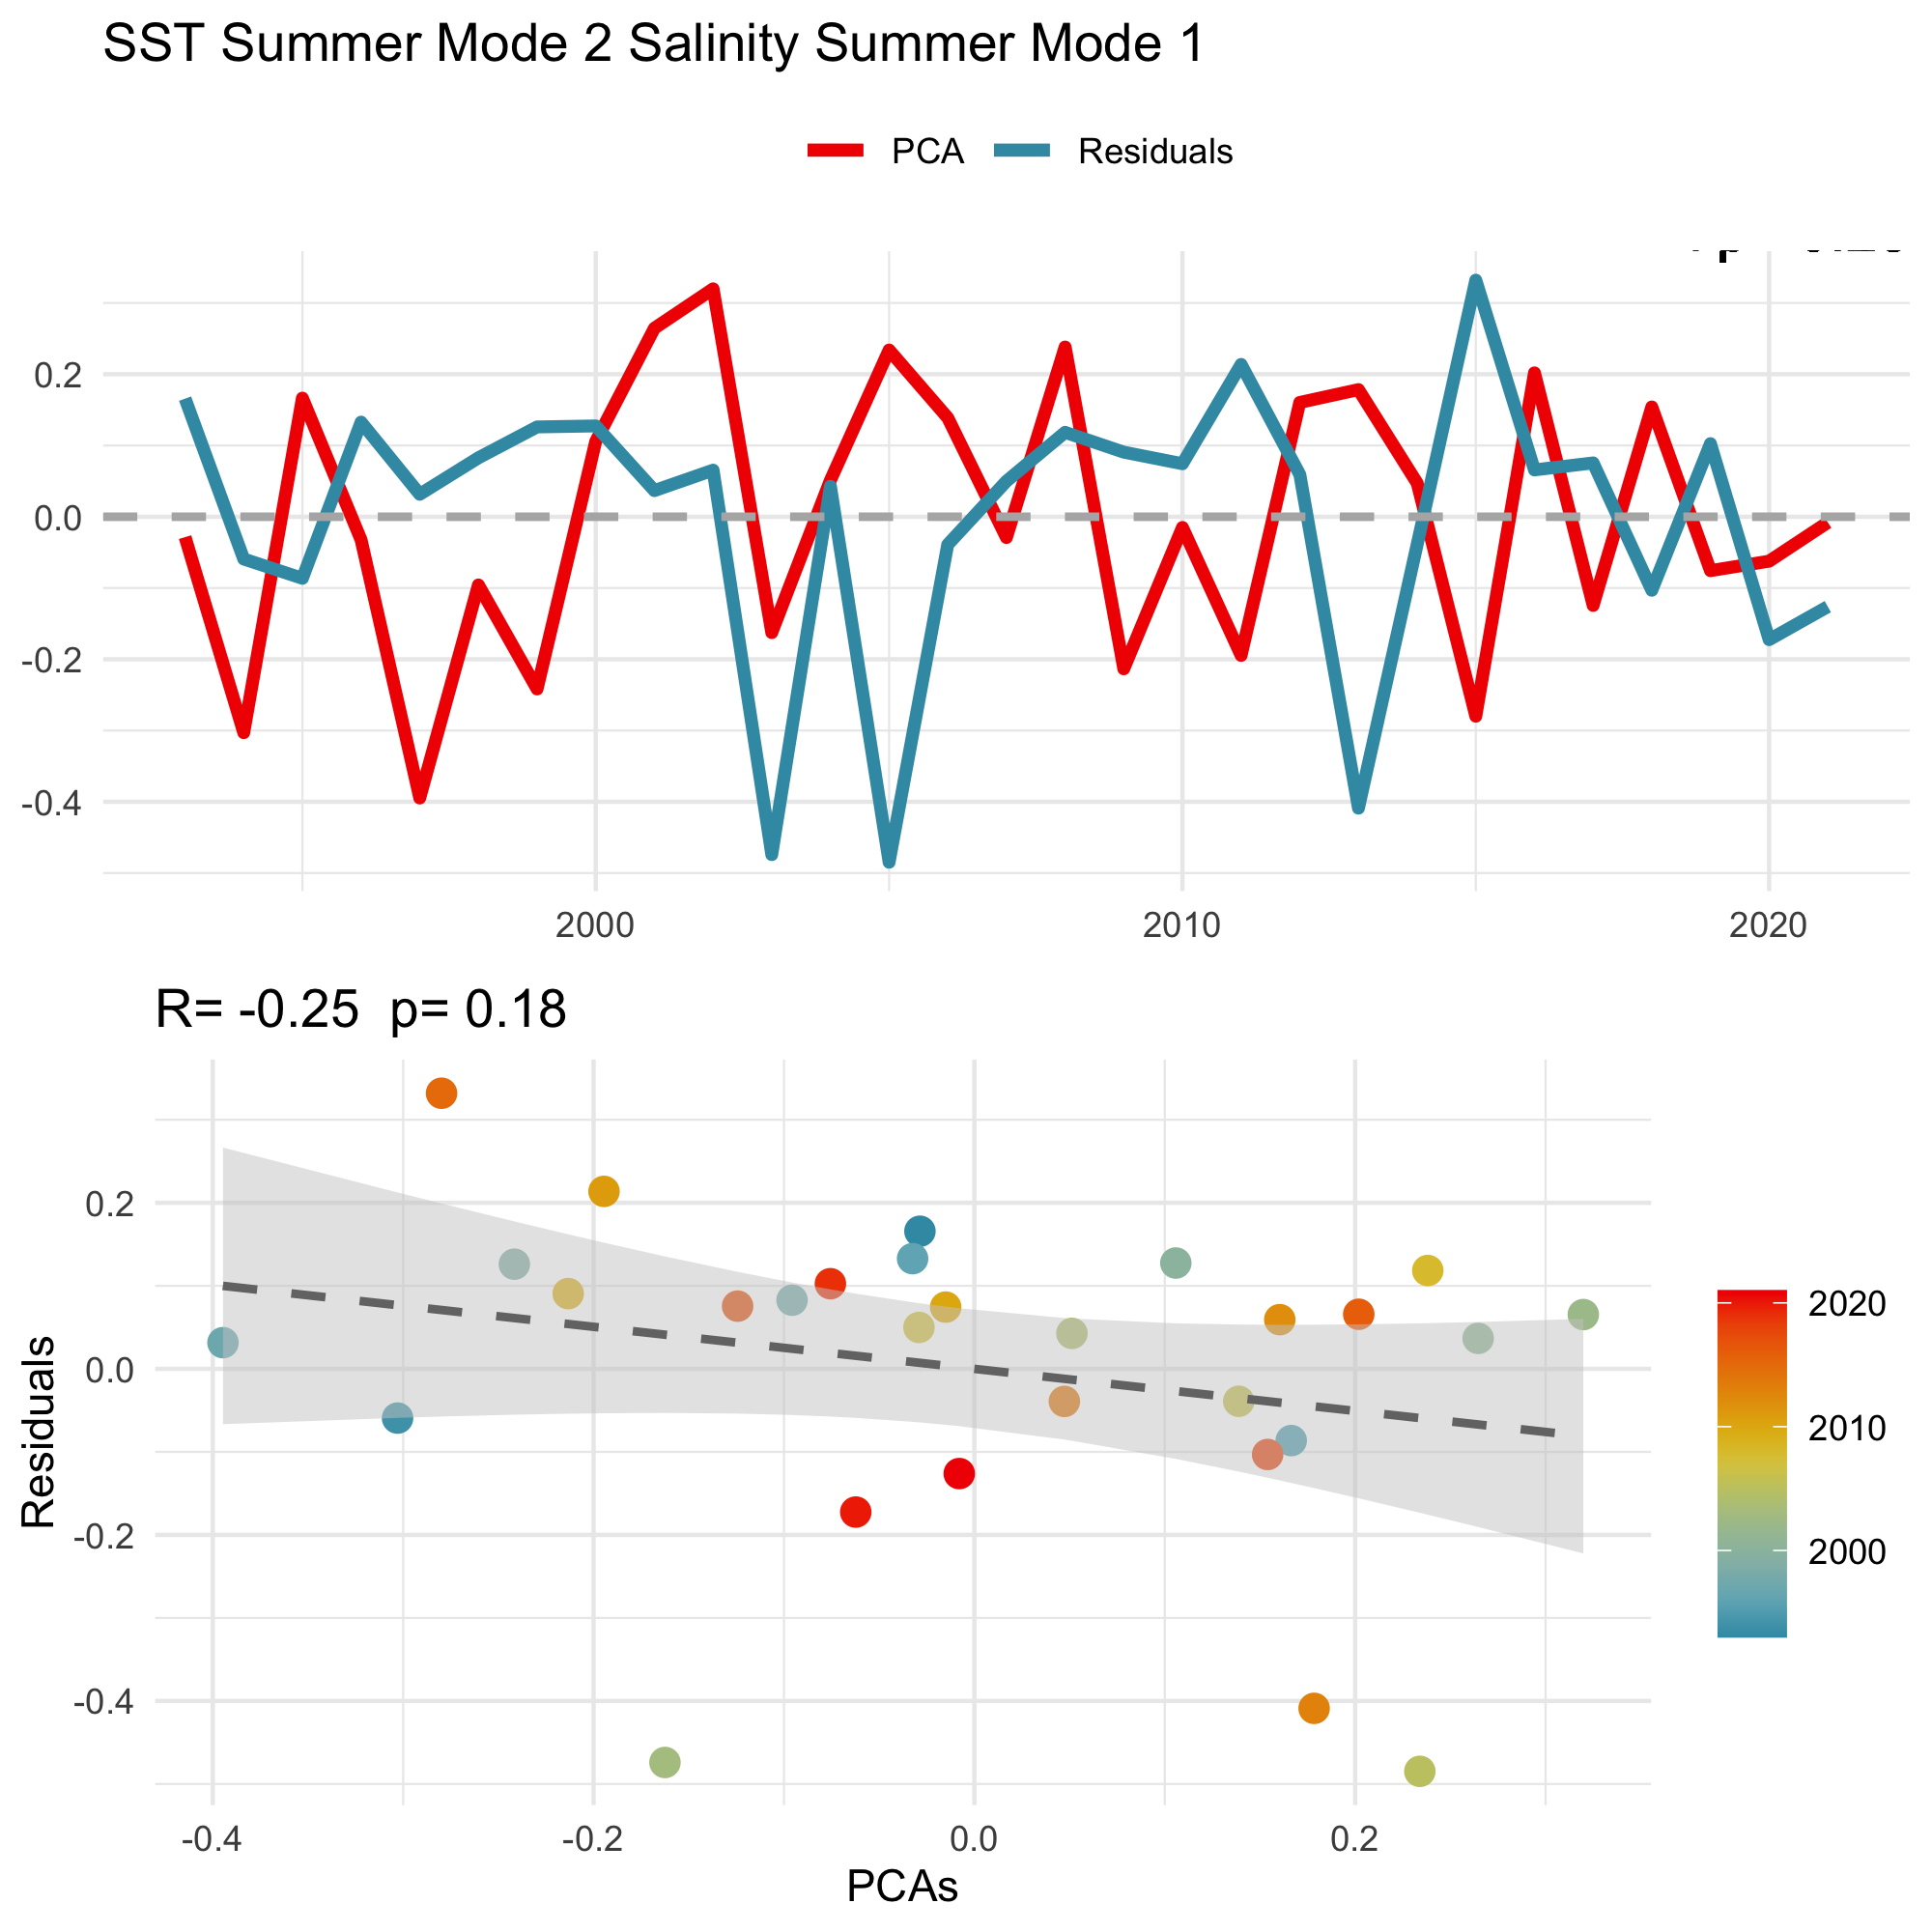 SST Summer Mode 2 Salinity Summer Mode 1
PCA Residuals
0.2
0.0
-0.2
-0.4
2000 2010 2020
R= -0.25 p= 0.18
0.2
0.0
-0.2
-0.4
Residuals
-0.4 -0.2 0.0 0.2
PCAs
2020
2010
2000